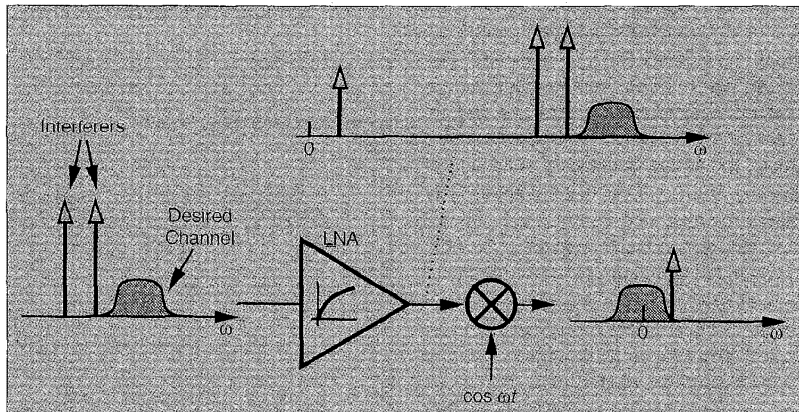 0
ω
Interferers
Desired
Channel
LNA
ω
0
ω
cos ωt